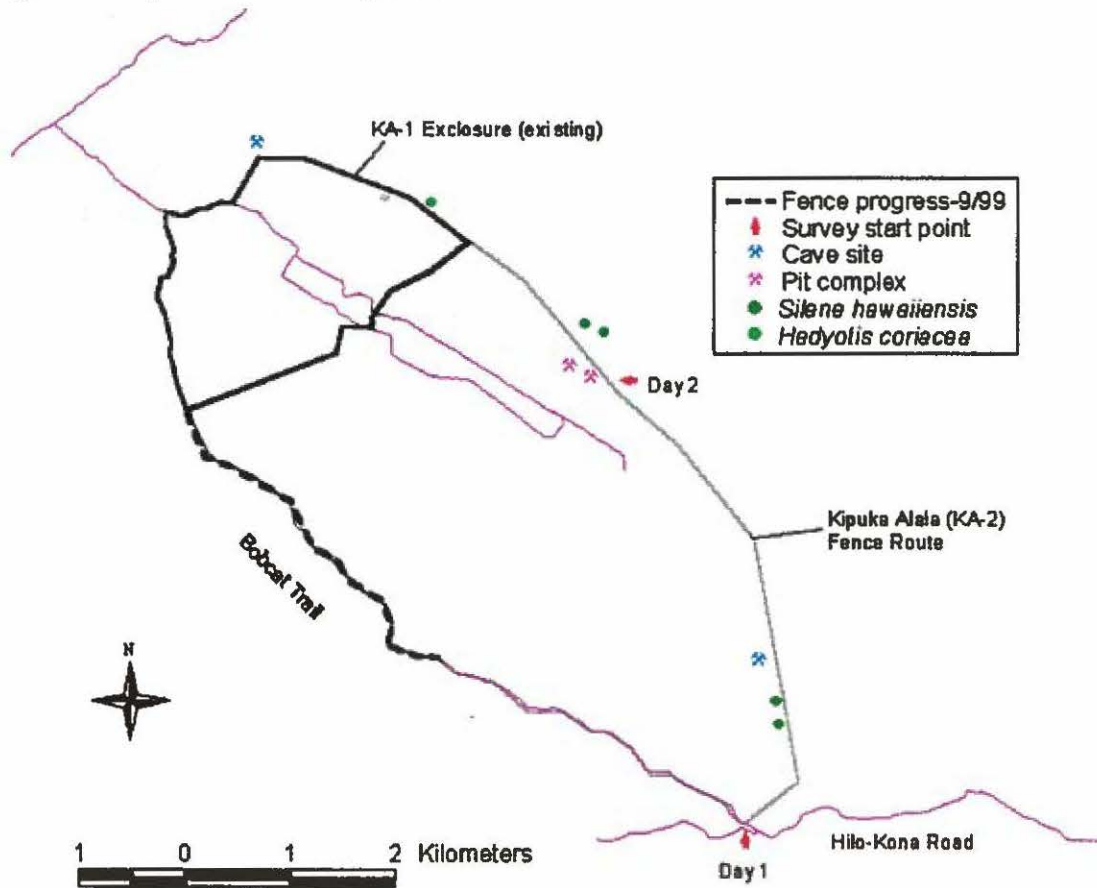 KA-1 Exclosure (existing)
Fence progress-9/99
Survey start point
Cave site
Pit complex
Silene hawaiiensis
Hedyotis coriacea
Day 2
Kipuka Alala (KA-2)
Fence Route
Bobcat Trail
N
1 0 1 2 Kilometers
Hilo-Kona Road
Day 1